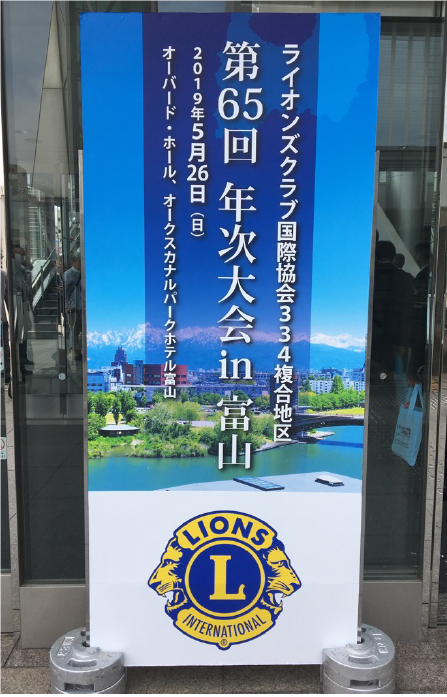 ライオンズクラブ国際協会334複合地区
第65回 年次大会in富山
2019年5月26日（日）
オーバード・ホール、オークスカナルパークホテル富山
LIONS
L
INTERNATIONAL
®